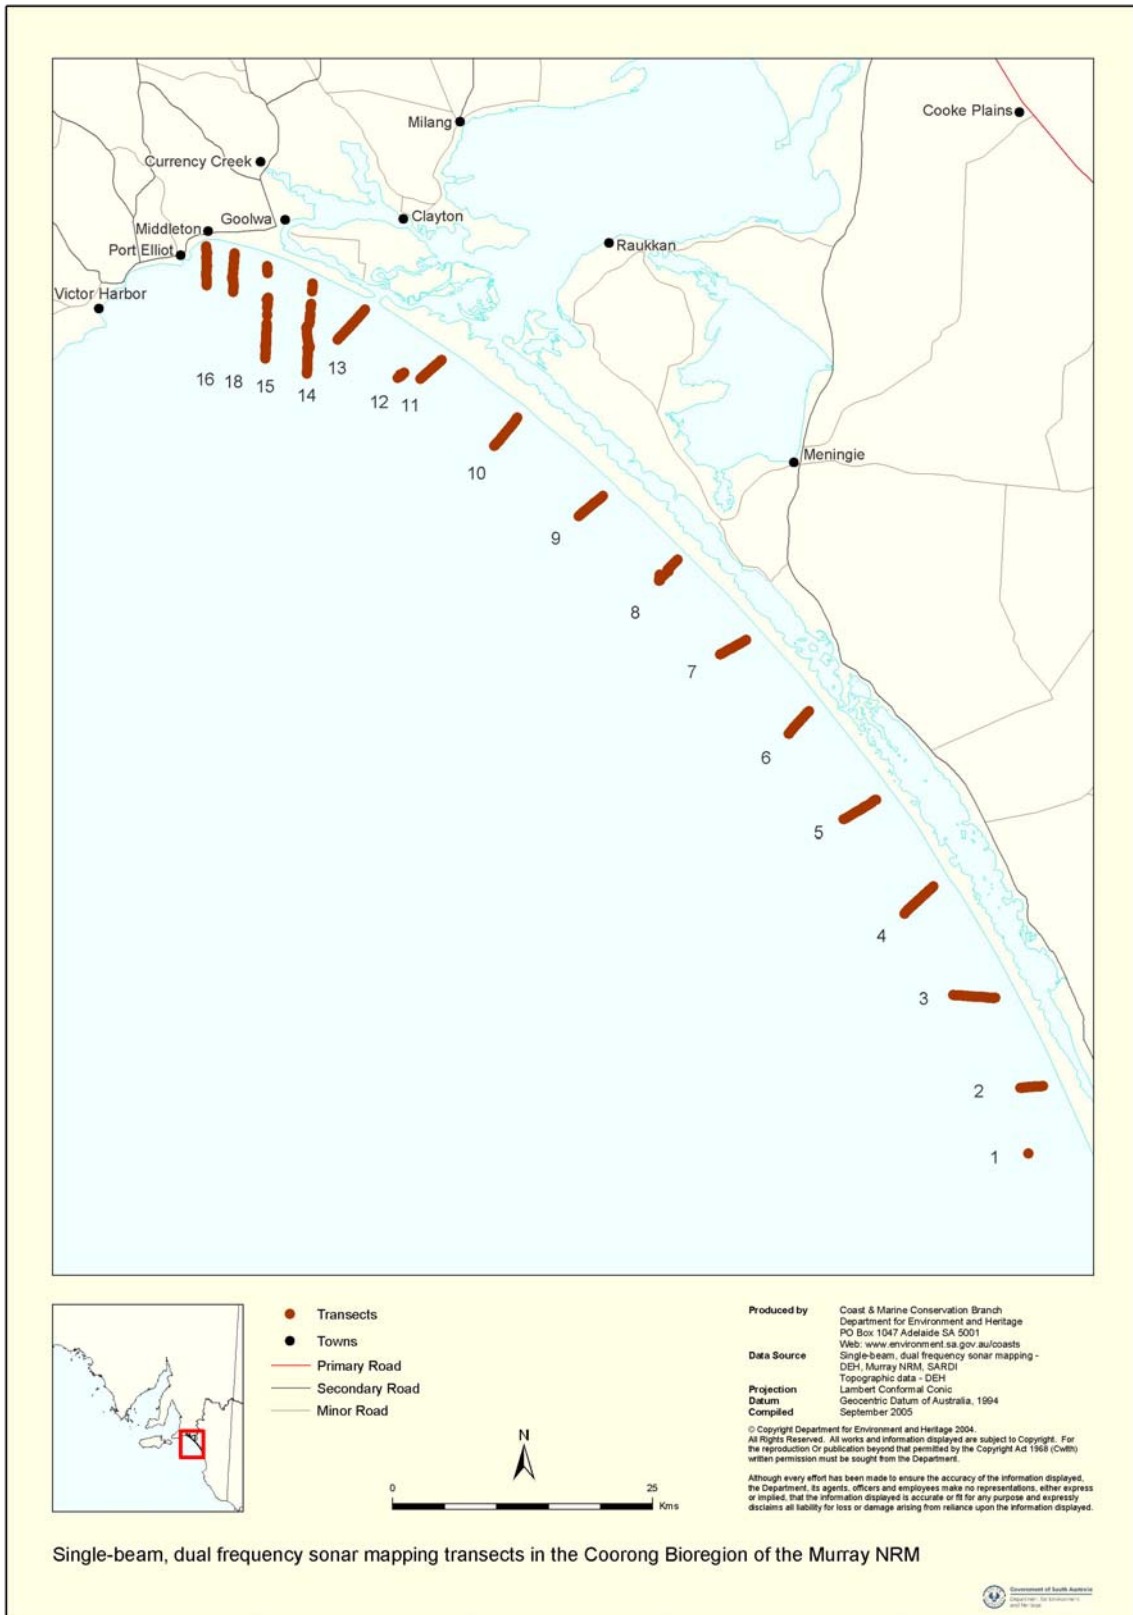 Cooke Plains
Milang
Currency Creek
Goolwa
Clayton
Middleton
Port Elliot
Raukkan
Victor Harbor
16
18
15
14
13
12
11
10
Meningie
9
8
7
6
5
4
3
2
1
Transects
Towns
Primary Road
Secondary Road
Minor Road
N
0
25
Kms
Produced by Coast & Marine Conservation Branch
Department for Environment and Heritage
PO Box 1047 Adelaide SA 5001
Web: www.environment.sa.gov.au/coasts
Data Source Single-beam, dual frequency sonar mapping -
DEH, Murray NRM, SARDI
Topographic data - DEH
Projection Lambert Conformal Conic
Datum Geocentric Datum of Australia, 1994
Compiled September 2005
© Copyright Department for Environment and Heritage 2004.
All Rights Reserved. All works and information displayed are subject to Copyright. For
the reproduction Or publication beyond that permitted by the Copyright Act 1968 (Cwlth)
written permission must be sought from the Department.
Although every effort has been made to ensure the accuracy of the information displayed,
the Department, its agents, officers and employees make no representations, either express
or implied, that the information displayed is accurate or fit for any purpose and expressly
disclaims all liability for loss or damage arising from reliance upon the information displayed.
Single-beam, dual frequency sonar mapping transects in the Coorong Bioregion of the Murray NRM
Government of South Australia
Department for Environment
and Heritage